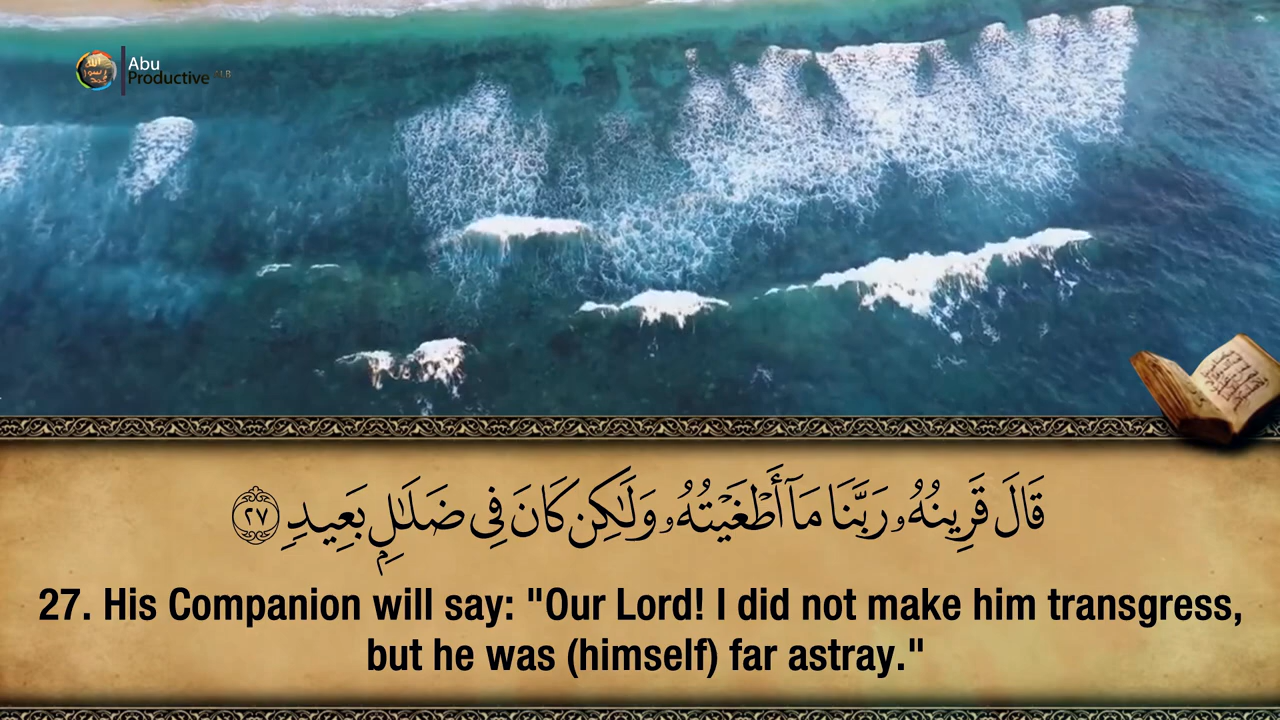 Abu
Productive
قَالَ قَرِينُهُۥ رَبَّنَا مَآ أَطْغَيْتُهُۥ وَلَٰكِن كَانَ فِى ضَلَٰلٍۭ بَعِيدٍ ٢٧
27. His Companion will say: "Our Lord! I did not make him transgress,
but he was (himself) far astray."